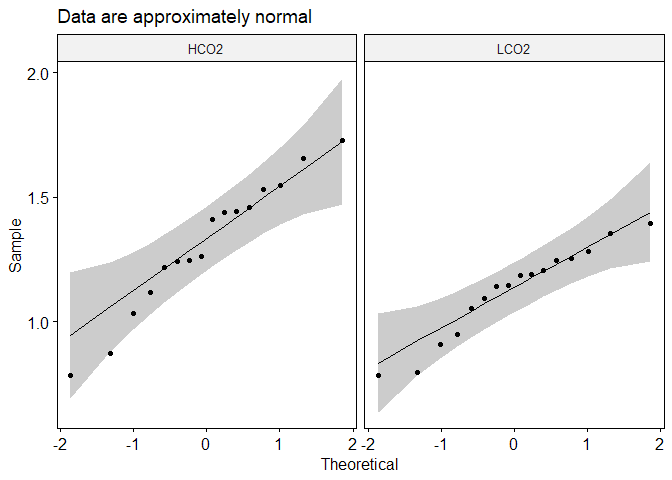 Data are approximately normal
HCO2
LCO2
2.0
1.5
1.0
Sample
-2 -1 0 1 2
-2 -1 0 1 2
Theoretical